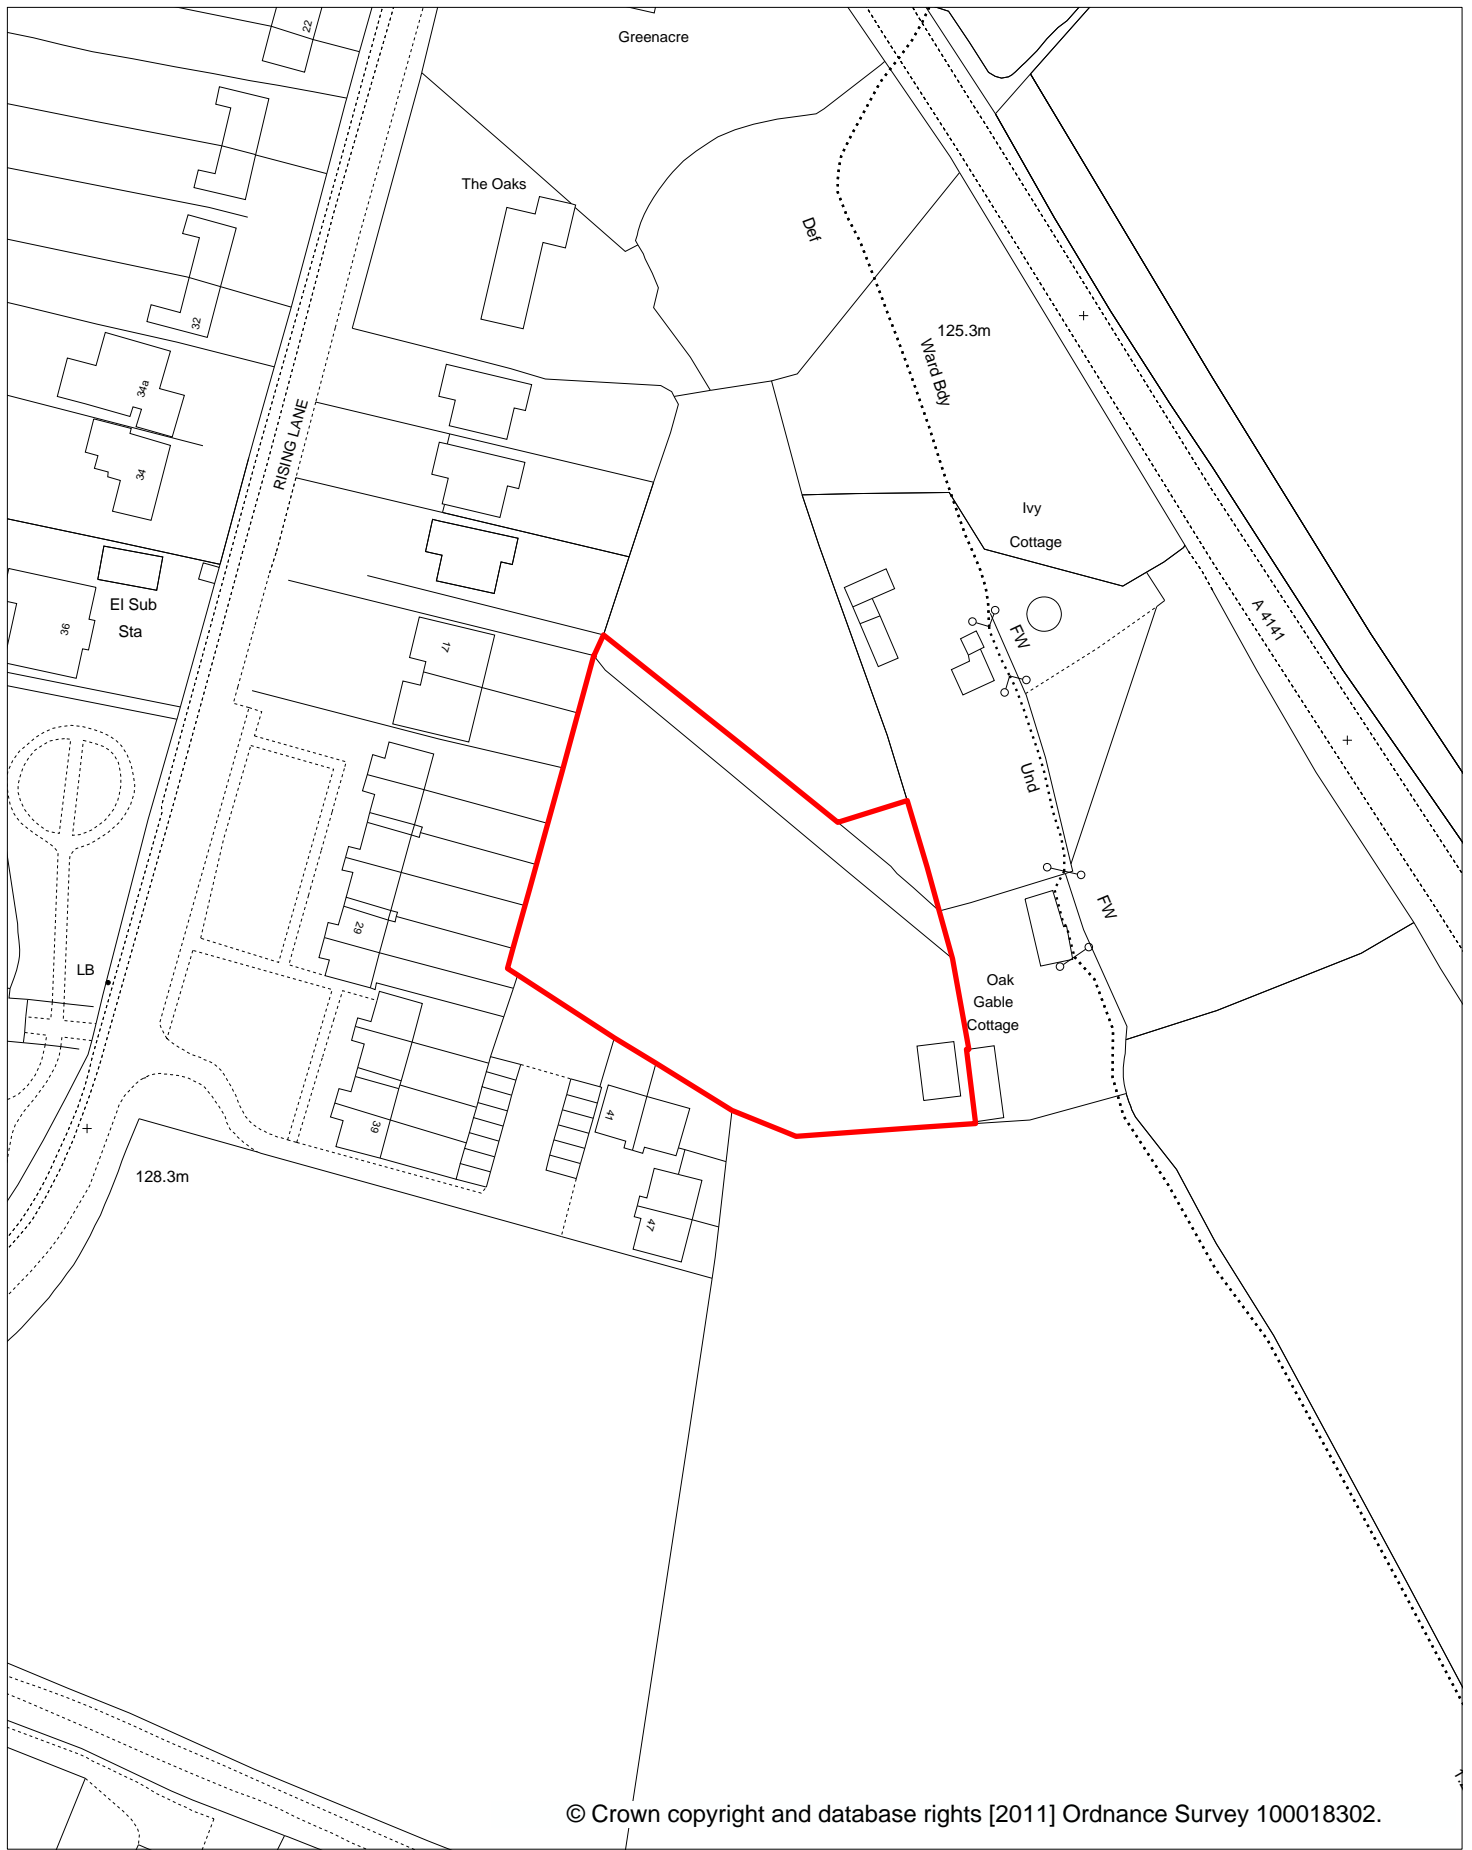 22
Greenacre
The Oaks
Def
32
125.3m
Ward Bdy
34a
RISING LANE
34
Ivy
Cottage
El Sub
Sta
36
A 4141
FW
17
Und
29
FW
LB
Oak
Gable
Cottage
41
39
128.3m
47
© Crown copyright and database rights [2011] Ordnance Survey 100018302.